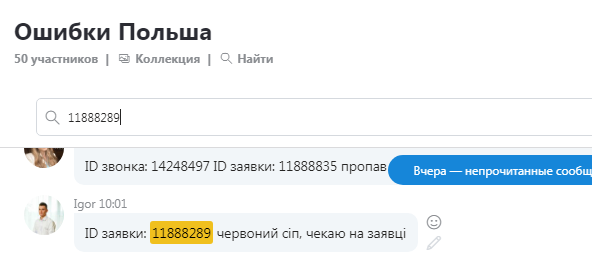 Ошибки Польша
50 участников | Коллекция | Найти
11888289
ID звонка: 14248497 ID заявки: 11888835 пропав
Вчера — непрочитанные сообщ
Igor 10:01
ID заявки: 11888289 червоний сіп, чекаю на заявці